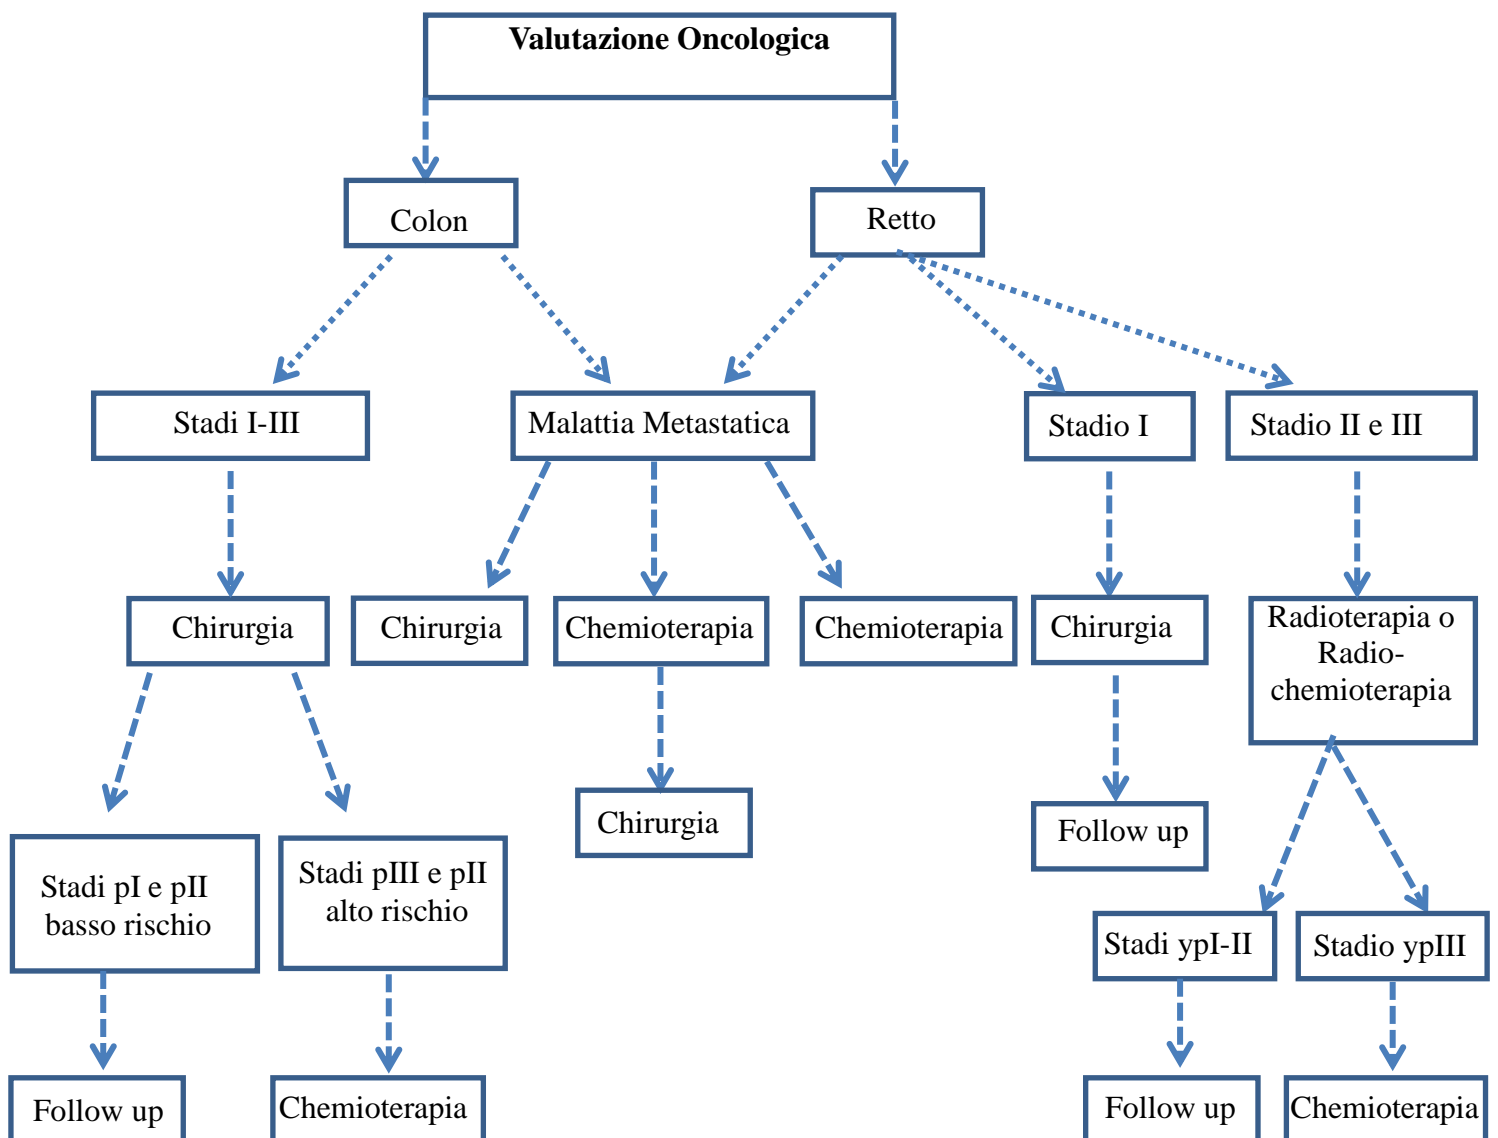 Valutazione Oncologica
Colon
Retto
Stadi I-III
Malattia Metastatica
Stadio I
Stadio II e III
Chirurgia
Chirurgia
Chemioterapia
Chemioterapia
Chirurgia
Radioterapia o
Radio-
chemioterapia
Chirurgia
Follow up
Stadi pI e pII
basso rischio
Stadi pIII e pII
alto rischio
Stadi ypI-II
Stadio ypIII
Follow up
Chemioterapia
Follow up
Chemioterapia